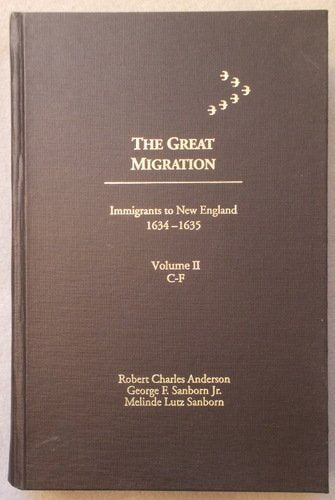 THE GREAT
MIGRATION
Immigrants to New England
1634–1635
Volume II
C-F
Robert Charles Anderson
George F. Sanborn Jr.
Melinde Lutz Sanborn